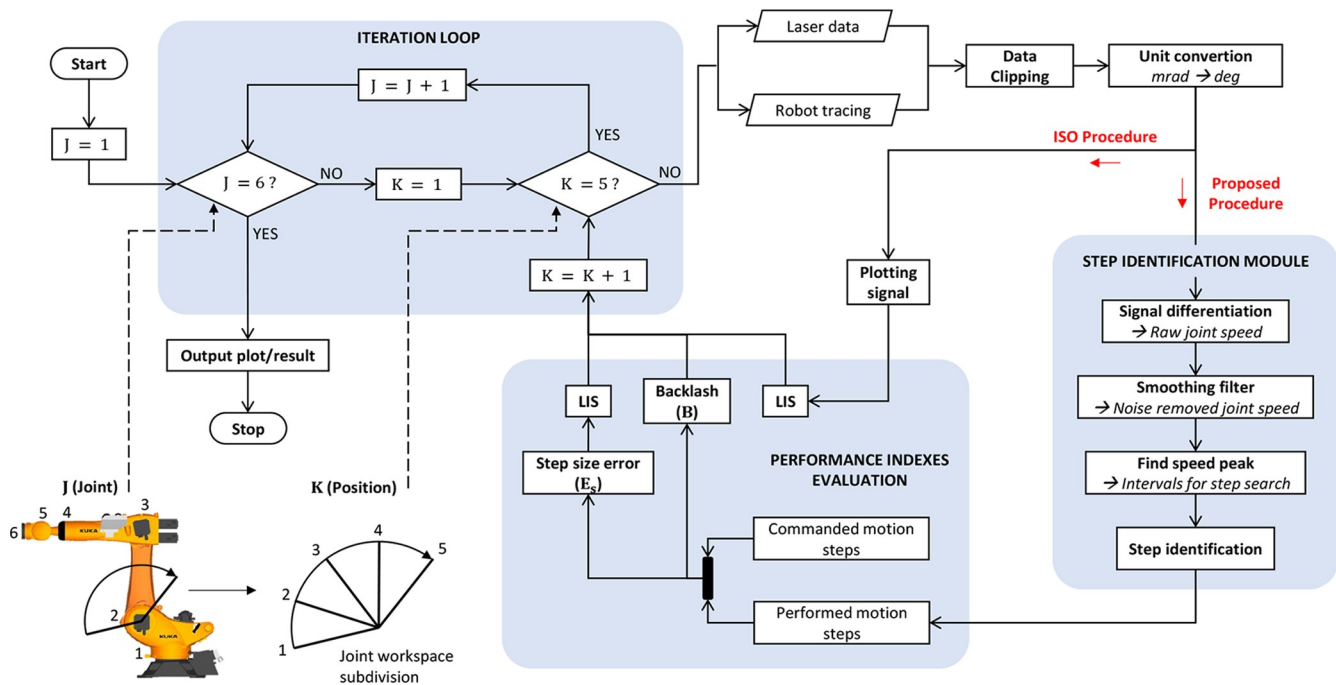 ITERATION LOOP
Start
J = 1
J = J + 1
J = 6 ?
NO
YES
K = 1
K = 5 ?
YES
NO
K = K + 1
Output plot/result
Stop
Laser data
Robot tracing
Data
Clipping
Unit convertion
mrad → deg
ISO Procedure
Proposed
Procedure
Plotting
signal
STEP IDENTIFICATION MODULE
Signal differentiation
→ Raw joint speed
Smoothing filter
→ Noise removed joint speed
Find speed peak
→ Intervals for step search
Step identification
LIS
Backlash
(B)
LIS
Step size error
(Es)
PERFORMANCE INDEXES
EVALUATION
Commanded motion
steps
Performed motion
steps
J (Joint)
6
5
4
3
KUKA
2
KUKA
1
K (Position)
1
2
3
4
5
Joint workspace
subdivision